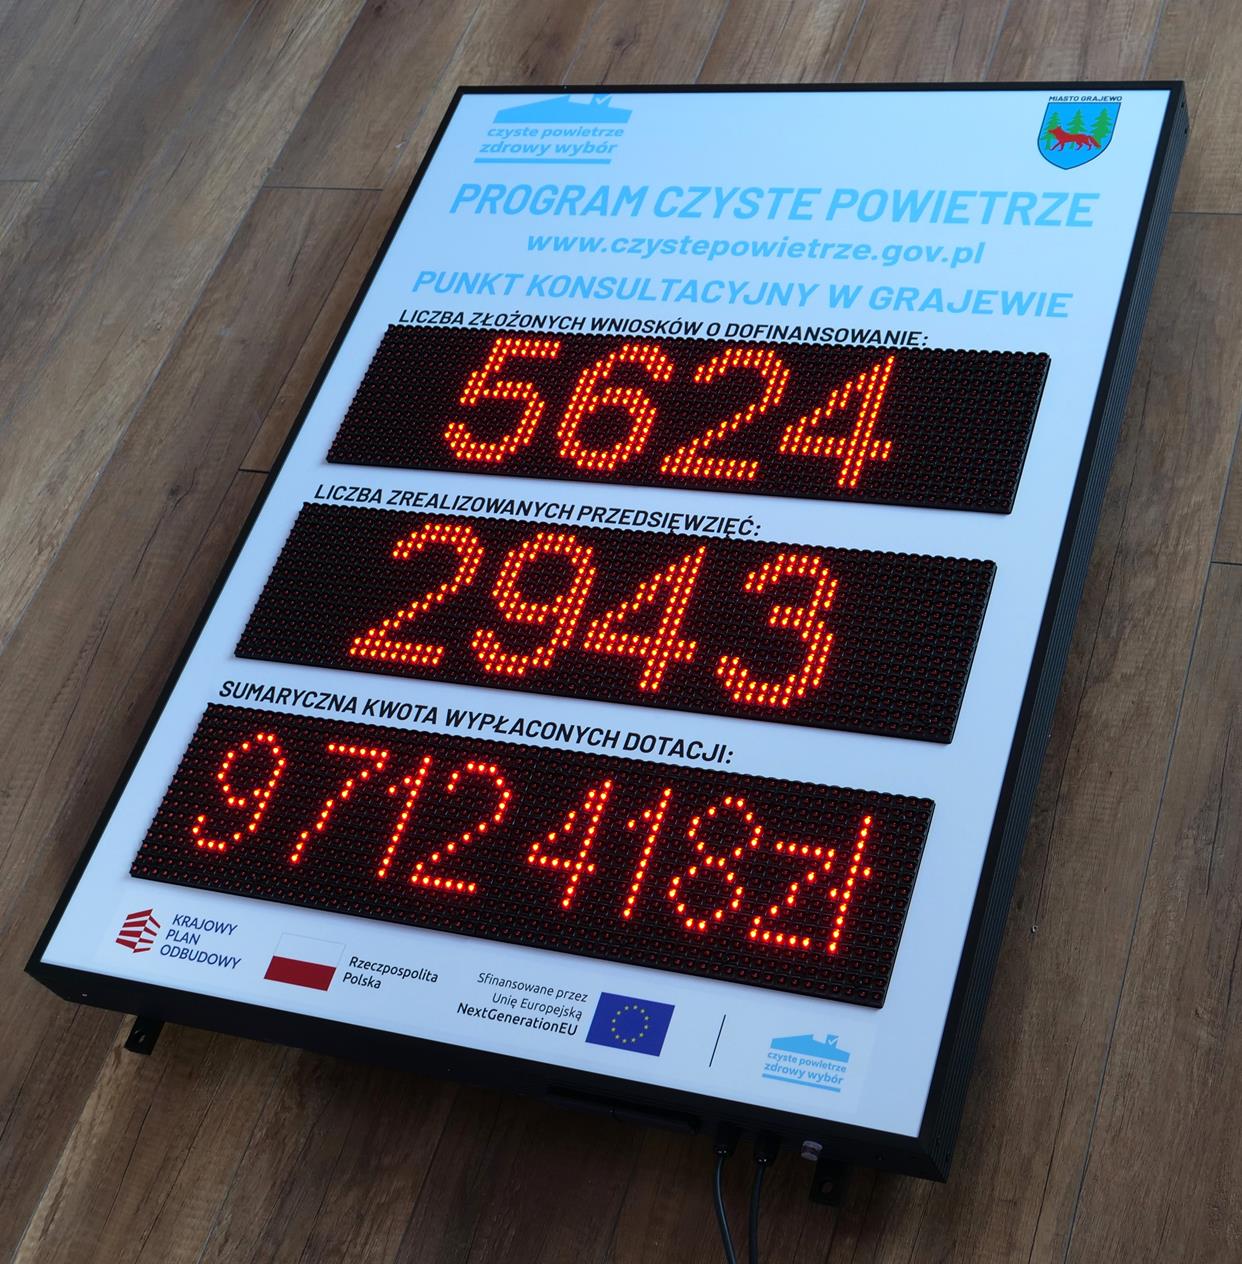 czyste powietrze
zdrowy wybór
MIASTO GRAJEWO
PROGRAM CZYSTE POWIETRZE
www.czystepowietrze.gov.pl
PUNKT KONSULTACYJNY W GRAJEWIE
LICZBA ZŁOŻONYCH WNIOSKÓW O DOFINANSOWANIE:
5624
LICZBA ZREALIZOWANYCH PRZEDSIĘWZIĘĆ:
2943
SUMARYCZNA KWOTA WYPŁACONYCH DOTACJI:
9712418zł
KRAJOWY
PLAN
ODBUDOWY
Rzeczpospolita
Polska
Sfinansowane przez
Unię Europejską
NextGenerationEU
czyste powietrze
zdrowy wybór